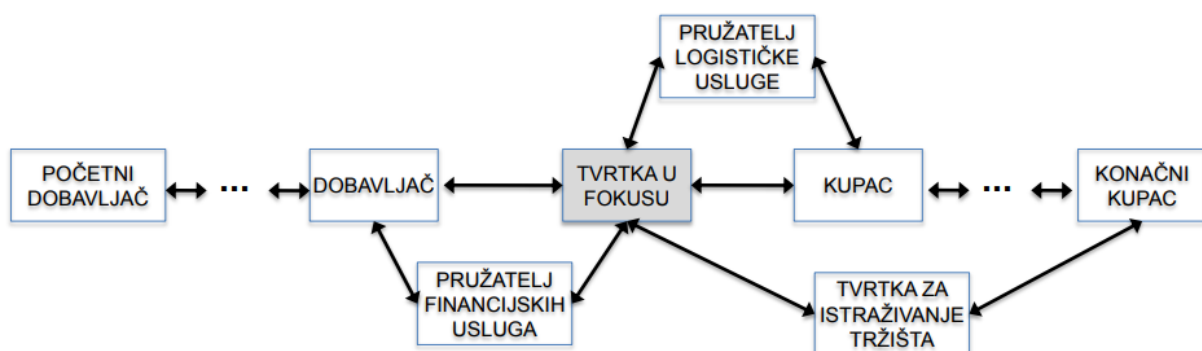 PRUŽATELJ
LOGISTIČKE
USLUGE
POČETNI
DOBAVLJAČ
...
DOBAVLJAČ
TVRTKA U
FOKUSU
KUPAC
...
KONAČNI
KUPAC
PRUŽATELJ
FINANCIJSKIH
USLUGA
TVRTKA ZA
ISTRAŽIVANJE
TRŽIŠTA